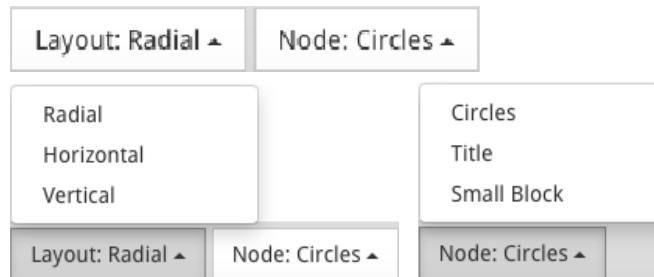 Layout: Radial
Node: Circles
Radial
Horizontal
Vertical
Layout: Radial
Node: Circles
Circles
Title
Small Block
Node: Circles